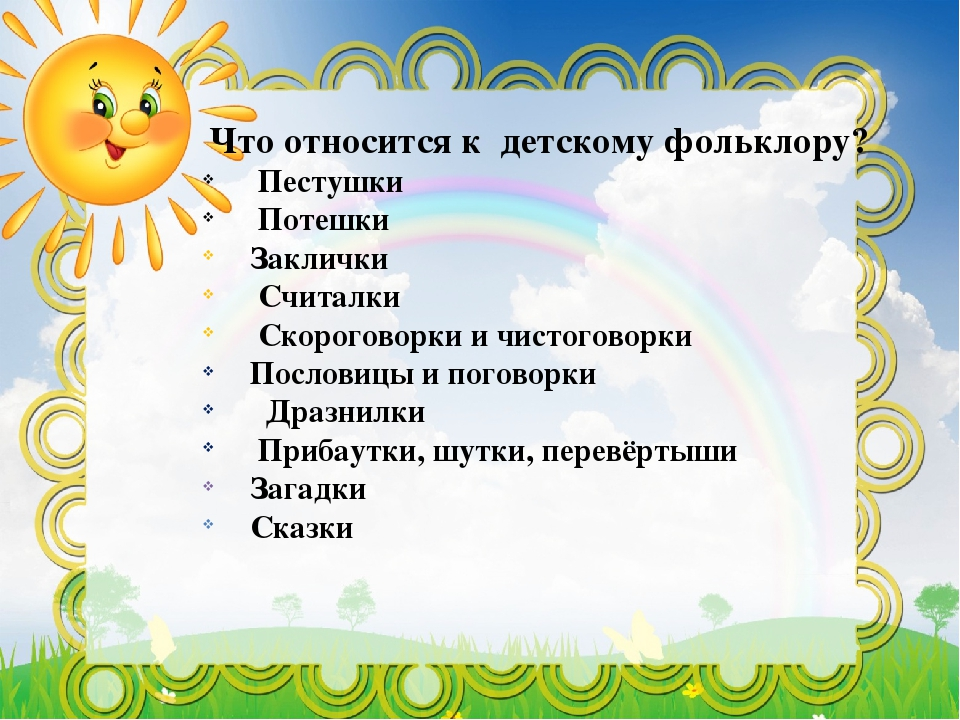 Что относится к детскому фольклору?
Пестушки
Потешки
Заклички
Считалки
Скороговорки и чистоговорки
Пословицы и поговорки
Дразнилки
Прибаутки, шутки, перевёртыши
Загадки
Сказки